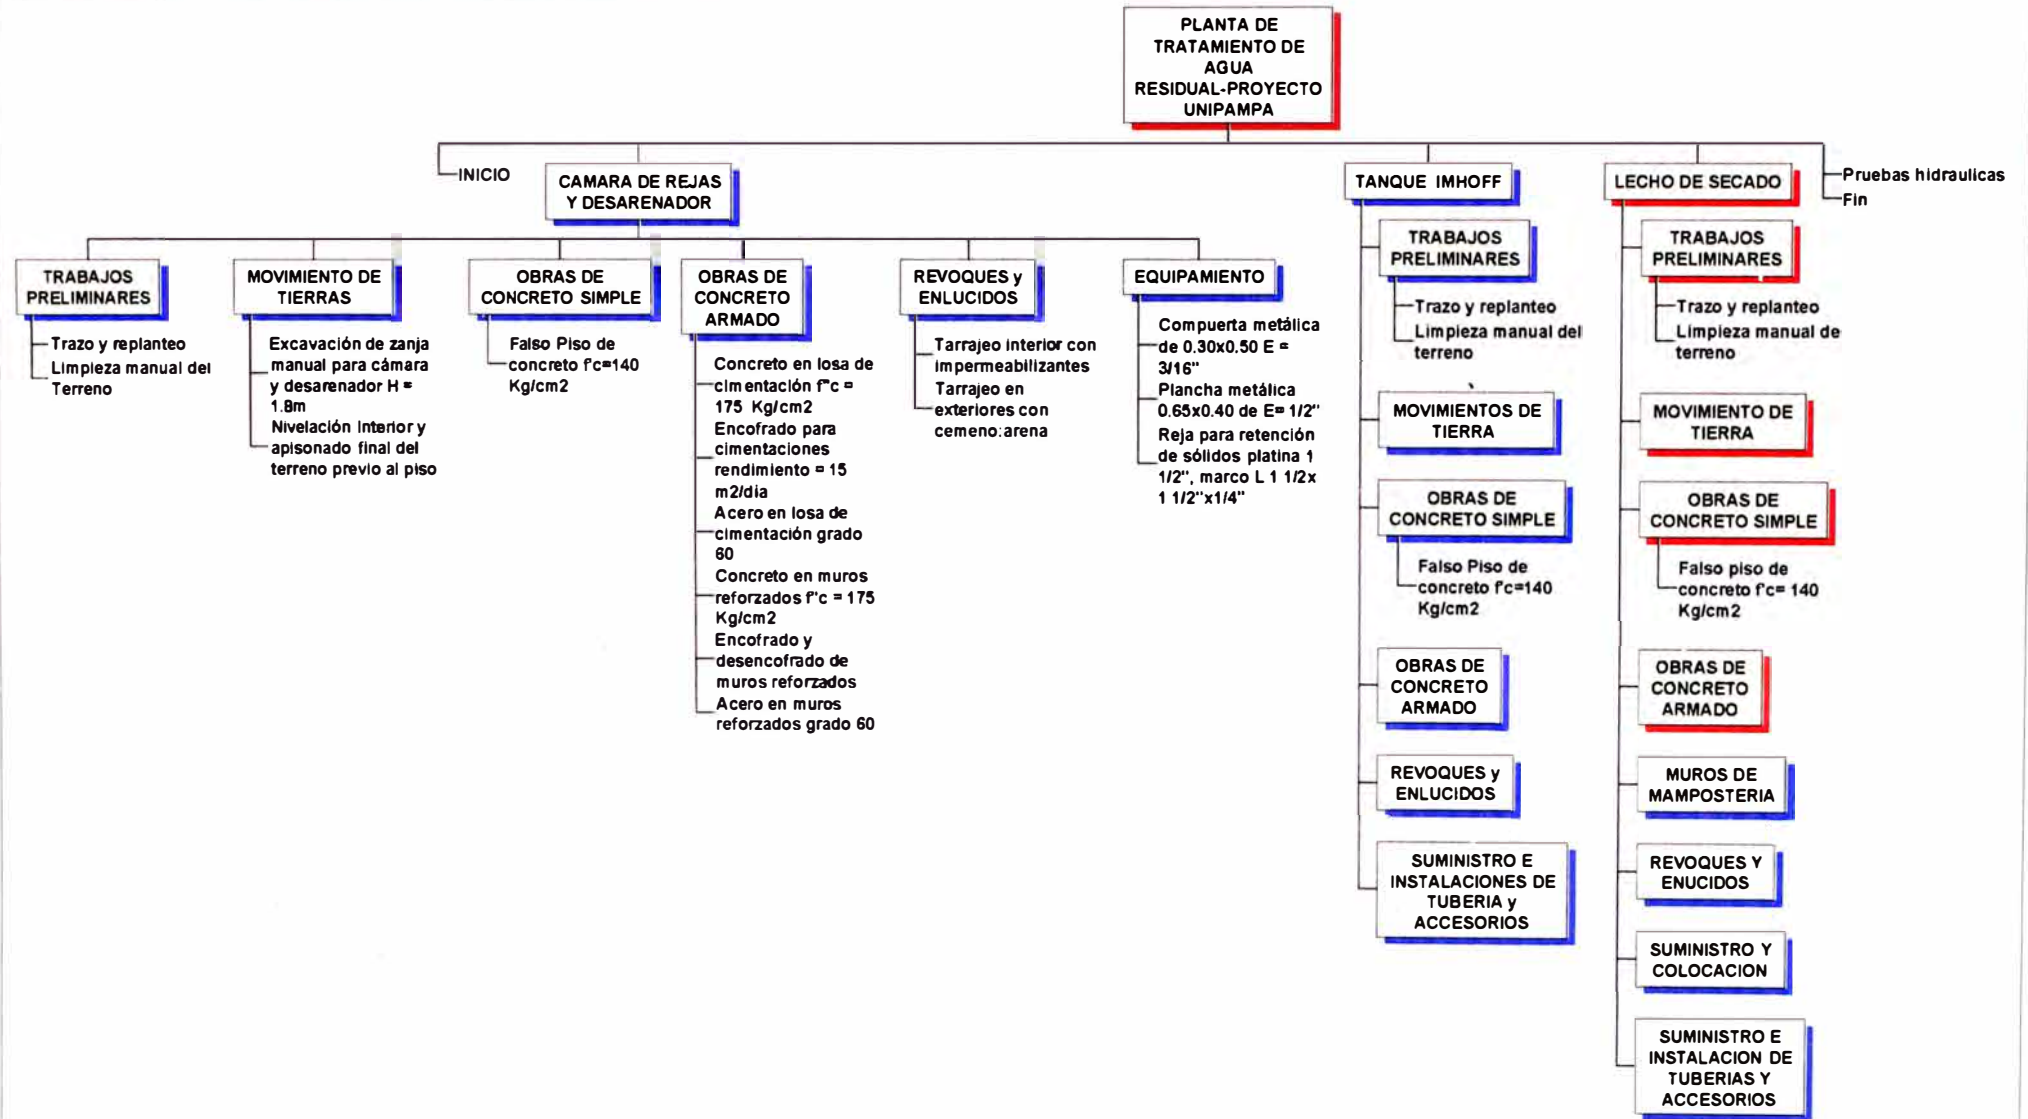 PLANTA DE
TRATAMIENTO DE
AGUA
RESIDUAL-PROYECTO
UNIPAMPA
INICIO
CAMARA DE REJAS
Y DESARENADOR
TRABAJOS
PRELIMINARES
Trazo y replanteo
Limpieza manual del
Terreno
MOVIMIENTO DE
TIERRAS
Excavación de zanja
manual para cámara
y desarenador H =
1.8m
Nivelación Interior y
apisonado final del
terreno previo al piso
OBRAS DE
CONCRETO SIMPLE
Falso Piso de
concreto f'c=140
Kg/cm2
OBRAS DE
CONCRETO
ARMADO
Concreto en losa de
cimentación f"c =
175 Kg/cm2
Encofrado para
cimentaciones
rendimiento = 15
m2/dia
Acero en losa de
cimentación grado
60
Concreto en muros
reforzados f"c = 175
Kg/cm2
Encofrado y
desencofrado de
muros reforzados
Acero en muros
reforzados grado 60
REVOQUES y
ENLUCIDOS
Tarrajeo interior con
impermeabilizantes
Tarrajeo en
exteriores con
cemeno:arena
EQUIPAMIENTO
Compuerta metálica
de 0.30x0.50 E =
3/16"
Plancha metálica
0.65x0.40 de E= 1/2"
Reja para retención
de sólidos platina 1
1/2", marco L 1 1/2x
1 1/2"x1/4"
TANQUE IMHOFF
TRABAJOS
PRELIMINARES
Trazo y replanteo
Limpieza manual del
terreno
MOVIMIENTOS DE
TIERRA
OBRAS DE
CONCRETO SIMPLE
Falso Piso de
concreto f'c=140
Kg/cm2
OBRAS DE
CONCRETO
ARMADO
REVOQUES y
ENLUCIDOS
SUMINISTRO E
INSTALACIONES DE
TUBERIA y
ACCESORIOS
LECHO DE SECADO
TRABAJOS
PRELIMINARES
Trazo y replanteo
Limpieza manual de
terreno
MOVIMIENTO DE
TIERRA
OBRAS DE
CONCRETO SIMPLE
Falso piso de
concreto f'c= 140
Kg/cm2
OBRAS DE
CONCRETO
ARMADO
MUROS DE
MAMPOSTERIA
REVOQUES Y
ENUCIDOS
SUMINISTRO Y
COLOCACION
SUMINISTRO E
INSTALACION DE
TUBERIAS Y
ACCESORIOS
Pruebas hidraulicas
Fin